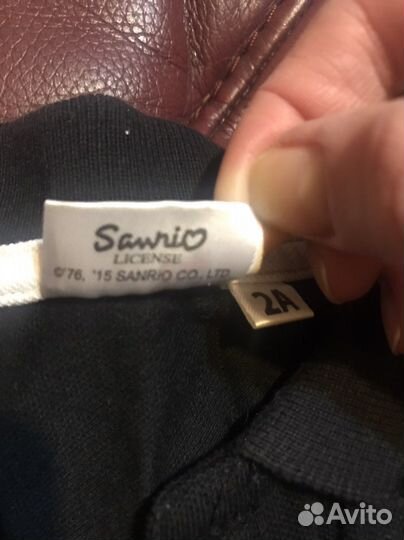 Sanrio
LICENSE
©'76, '15 SANRIO CO., LTD.
2A
Avito